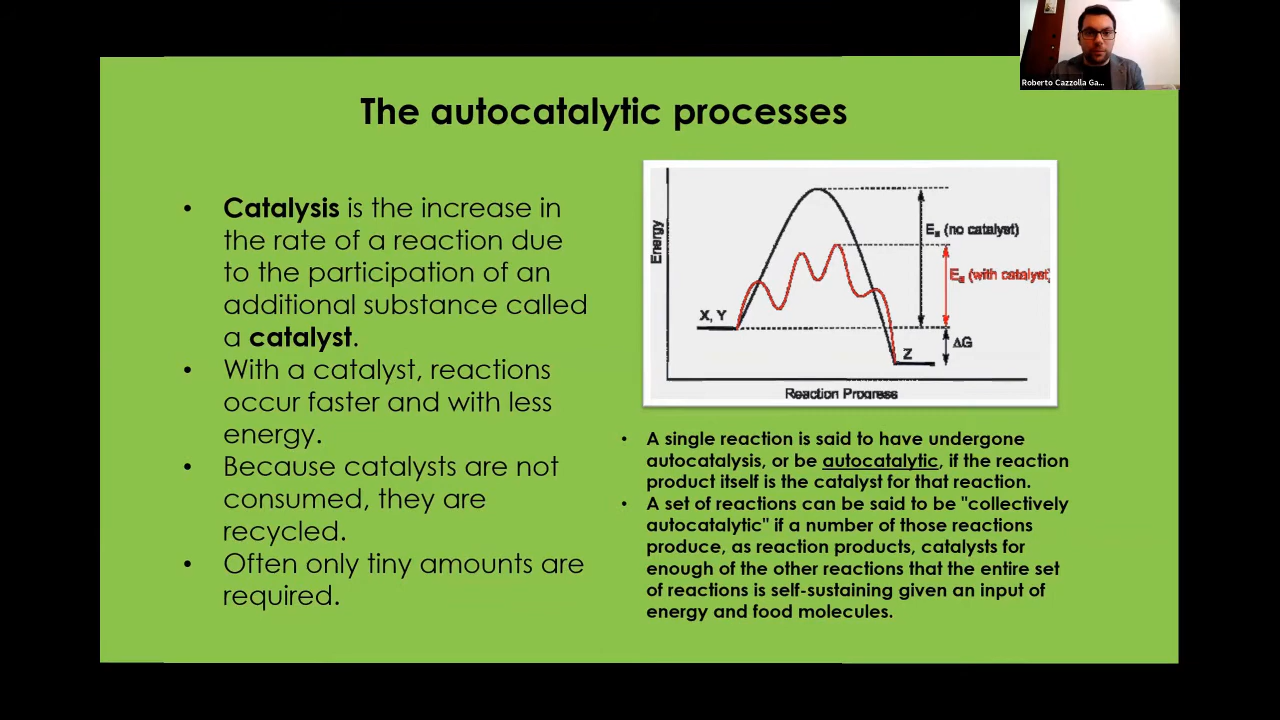 Roberto Cazzolla Ga...
The autocatalytic processes
• Catalysis is the increase in
the rate of a reaction due
to the participation of an
additional substance called
a catalyst.
• With a catalyst, reactions
occur faster and with less
energy.
• Because catalysts are not
consumed, they are
recycled.
• Often only tiny amounts are
required.
Energy
X, Y
Z
Ea (no catalyst)
Ea (with catalyst)
ΔG
Reaction Progress
• A single reaction is said to have undergone
autocatalysis, or be autocatalytic, if the reaction
product itself is the catalyst for that reaction.
• A set of reactions can be said to be "collectively
autocatalytic" if a number of those reactions
produce, as reaction products, catalysts for
enough of the other reactions that the entire set
of reactions is self-sustaining given an input of
energy and food molecules.